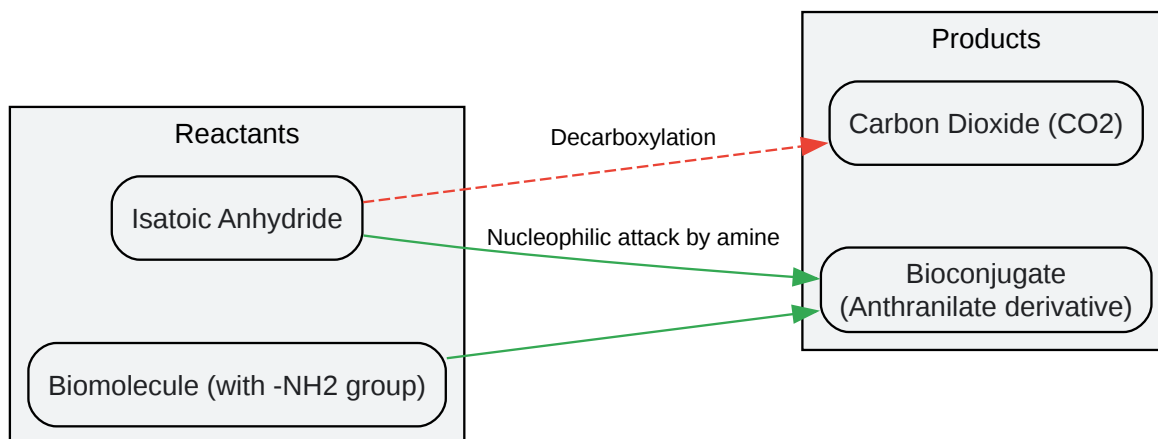 Products
Carbon Dioxide (CO2)
Reactants
Decarboxylation
Isatoic Anhydride
Nucleophilic attack by amine
Bioconjugate
(Anthranilate derivative)
Biomolecule (with -NH2 group)